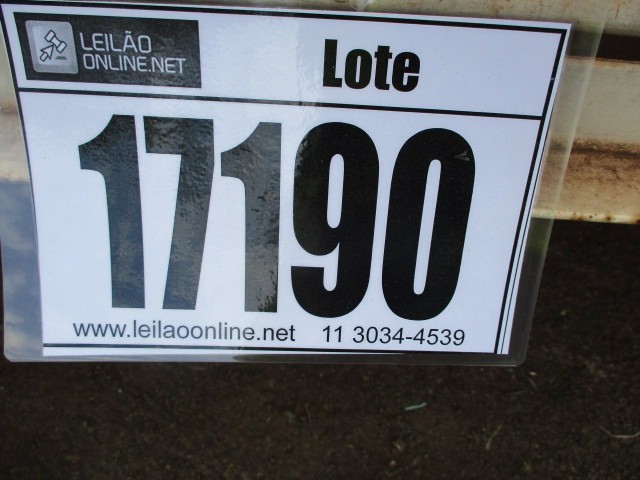 LEILÃO
ONLINE.NET
Lote
17190
www.leilaoonline.net 11 3034-4539